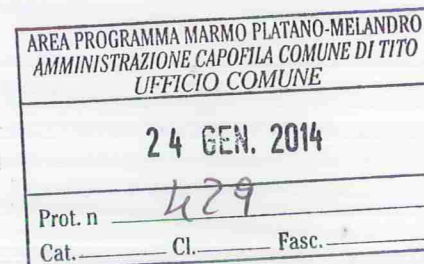 AREA PROGRAMMA MARMO PLATANO-MELANDRO
AMMINISTRAZIONE CAPOFILA COMUNE DI TITO
UFFICIO COMUNE
24 GEN. 2014
Prot. n 429
Cat. Cl. Fasc.